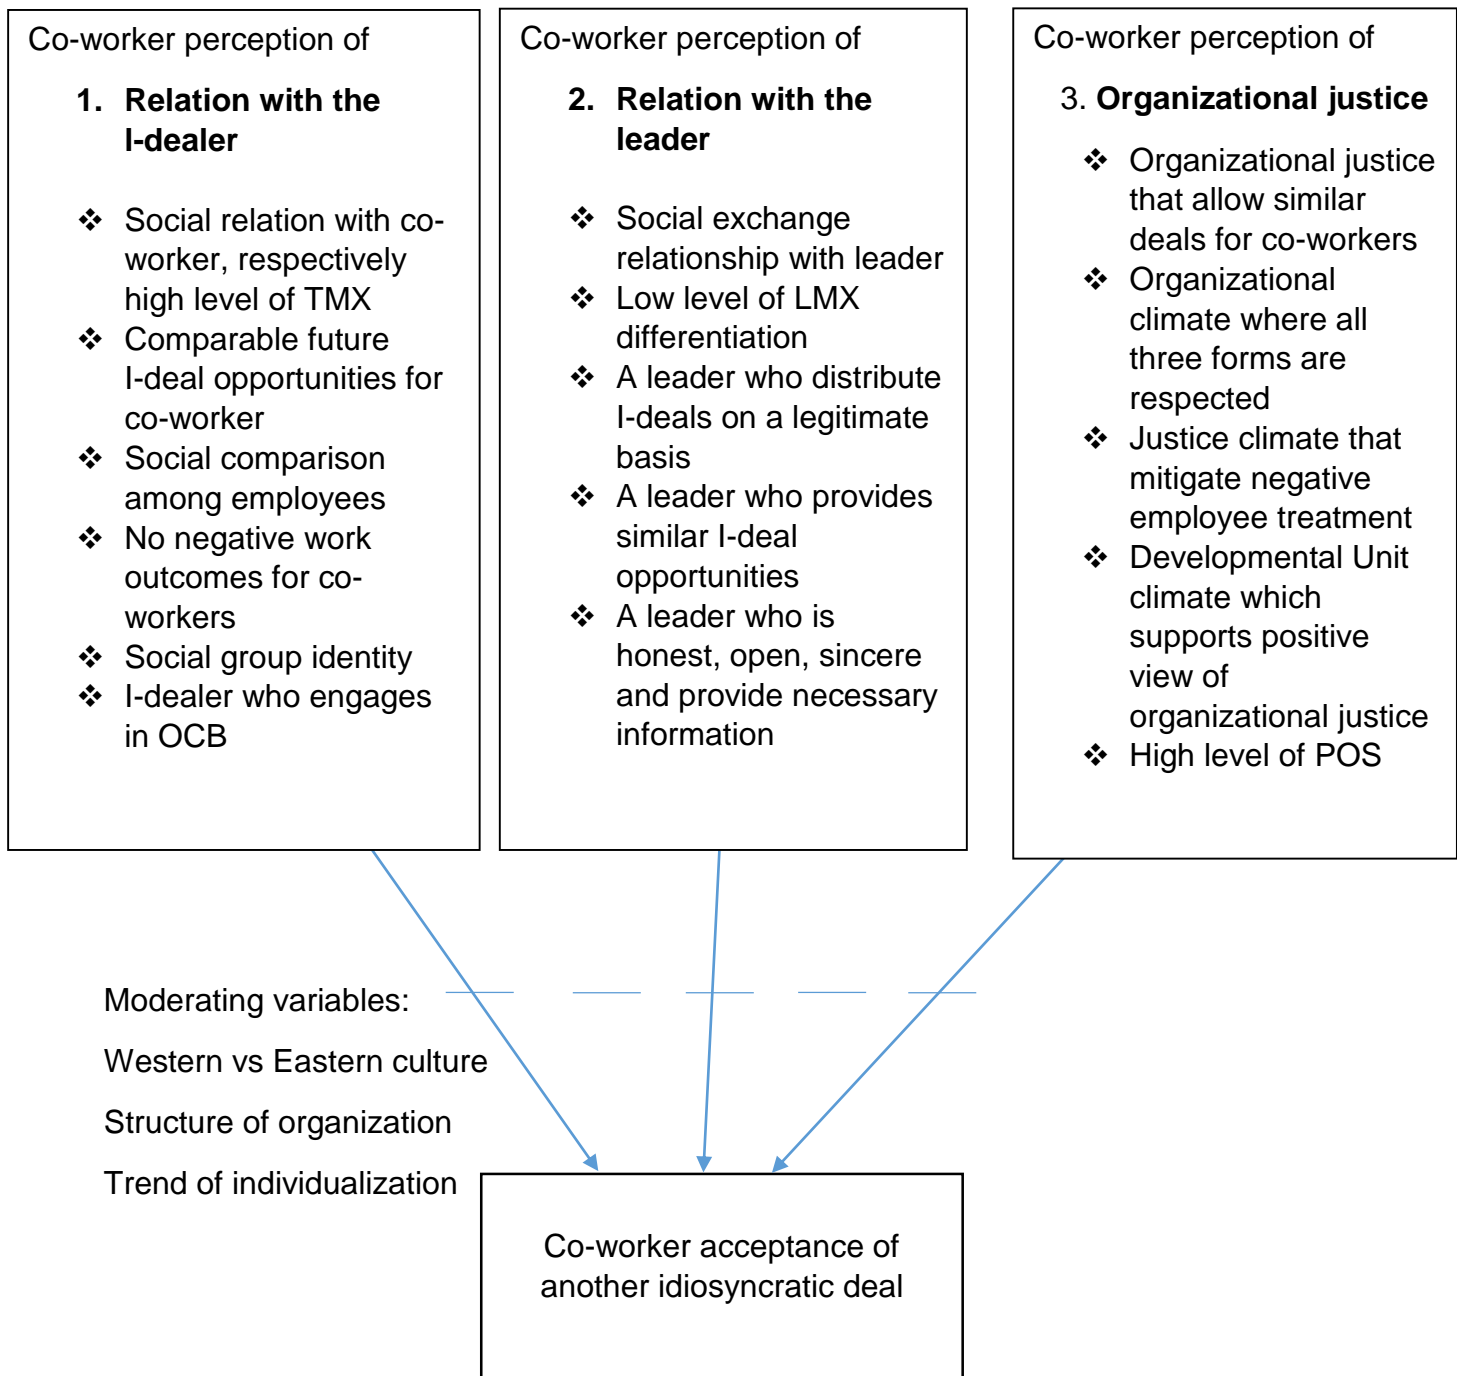 Co-worker perception of
1. Relation with the
I-dealer
❖ Social relation with co-
worker, respectively
high level of TMX
❖ Comparable future
I-deal opportunities for
co-worker
❖ Social comparison
among employees
❖ No negative work
outcomes for co-
workers
❖ Social group identity
❖ I-dealer who engages
in OCB
Co-worker perception of
2. Relation with the
leader
❖ Social exchange
relationship with leader
❖ Low level of LMX
differentiation
❖ A leader who distribute
I-deals on a legitimate
basis
❖ A leader who provides
similar I-deal
opportunities
❖ A leader who is
honest, open, sincere
and provide necessary
information
Co-worker perception of
3. Organizational justice
❖ Organizational justice
that allow similar
deals for co-workers
❖ Organizational
climate where all
three forms are
respected
❖ Justice climate that
mitigate negative
employee treatment
❖ Developmental Unit
climate which
supports positive
view of
organizational justice
❖ High level of POS
Moderating variables:
Western vs Eastern culture
Structure of organization
Trend of individualization
Co-worker acceptance of
another idiosyncratic deal